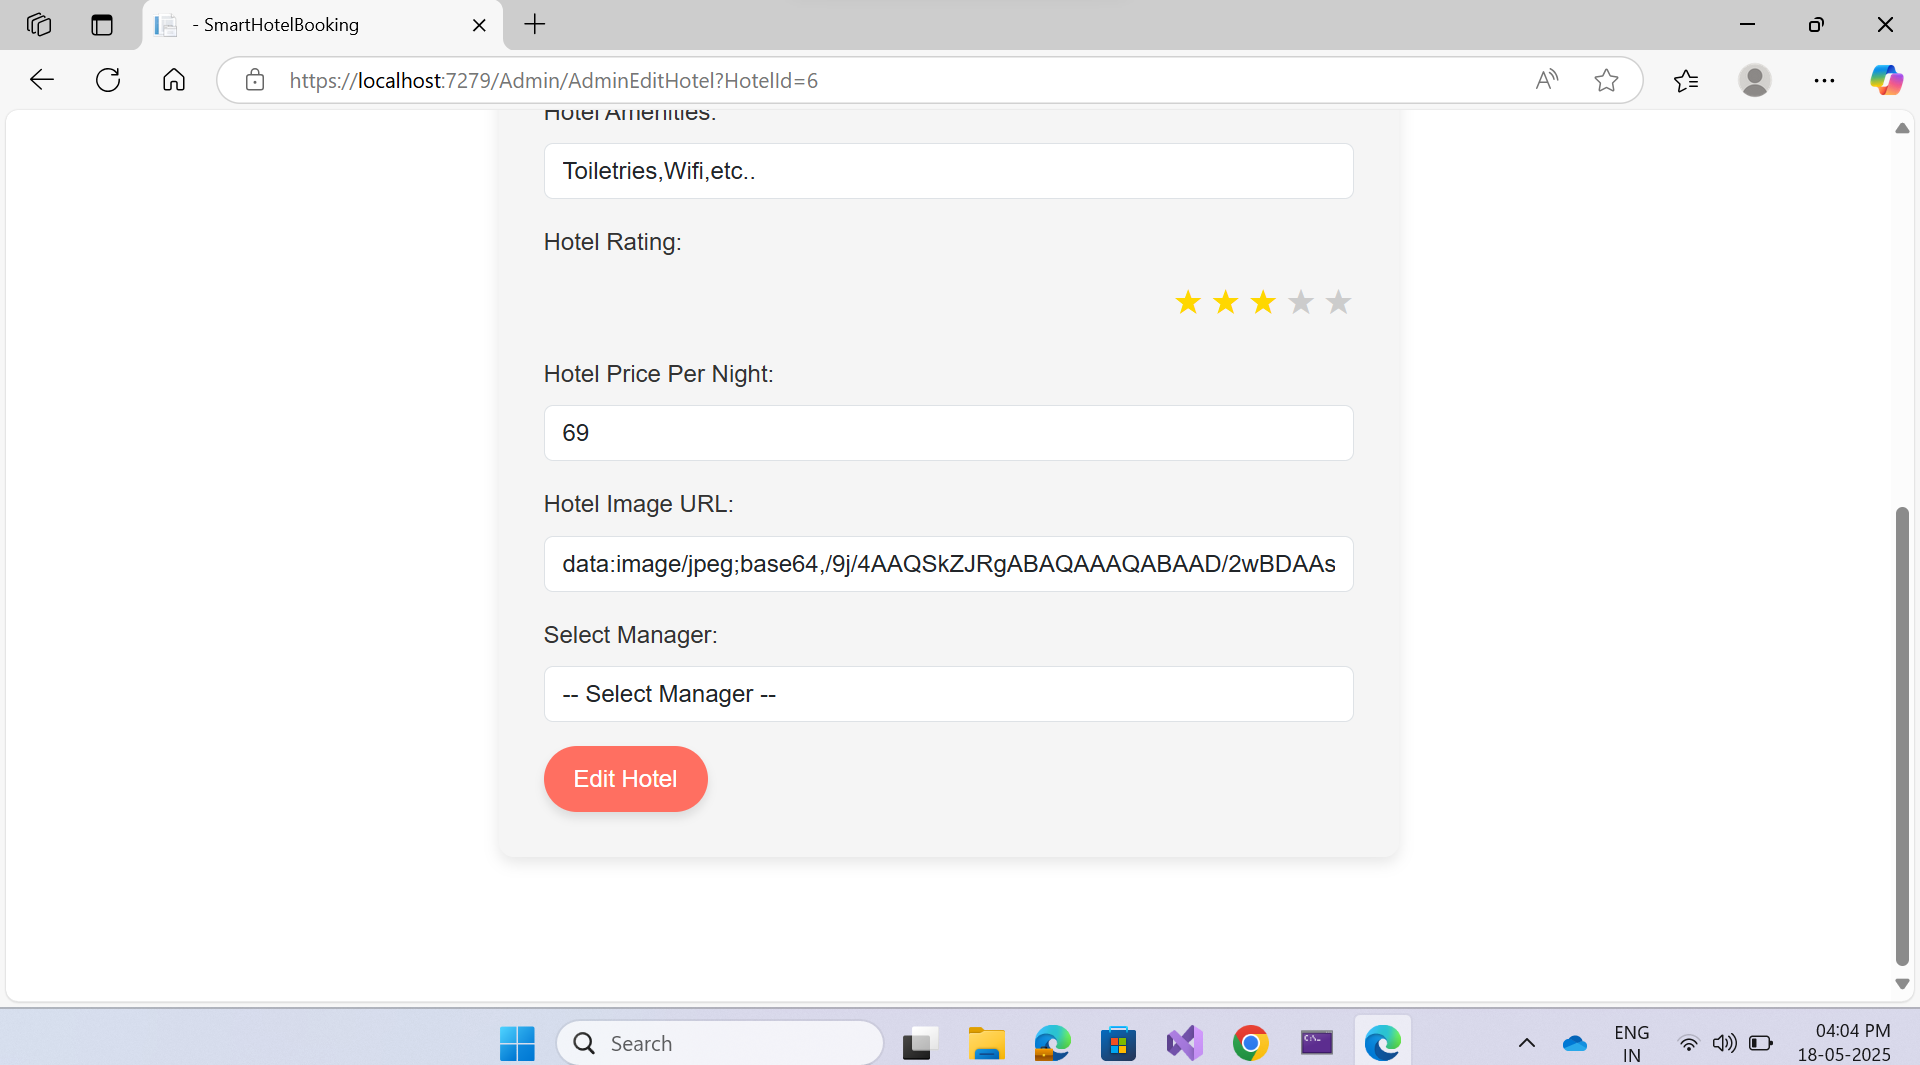 - SmartHotelBooking
https://localhost:7279/Admin/AdminEditHotel?HotelId=6
Hotel Amenities:
Toiletries,Wifi,etc..
Hotel Rating:
Hotel Price Per Night:
69
Hotel Image URL:
data:image/jpeg;base64,/9j/4AAQSkZJRgABAQAAAQABAAD/2wBDAAs
Select Manager:
-- Select Manager --
Edit Hotel
Search
ENG
IN
04:04 PM
18-05-2025